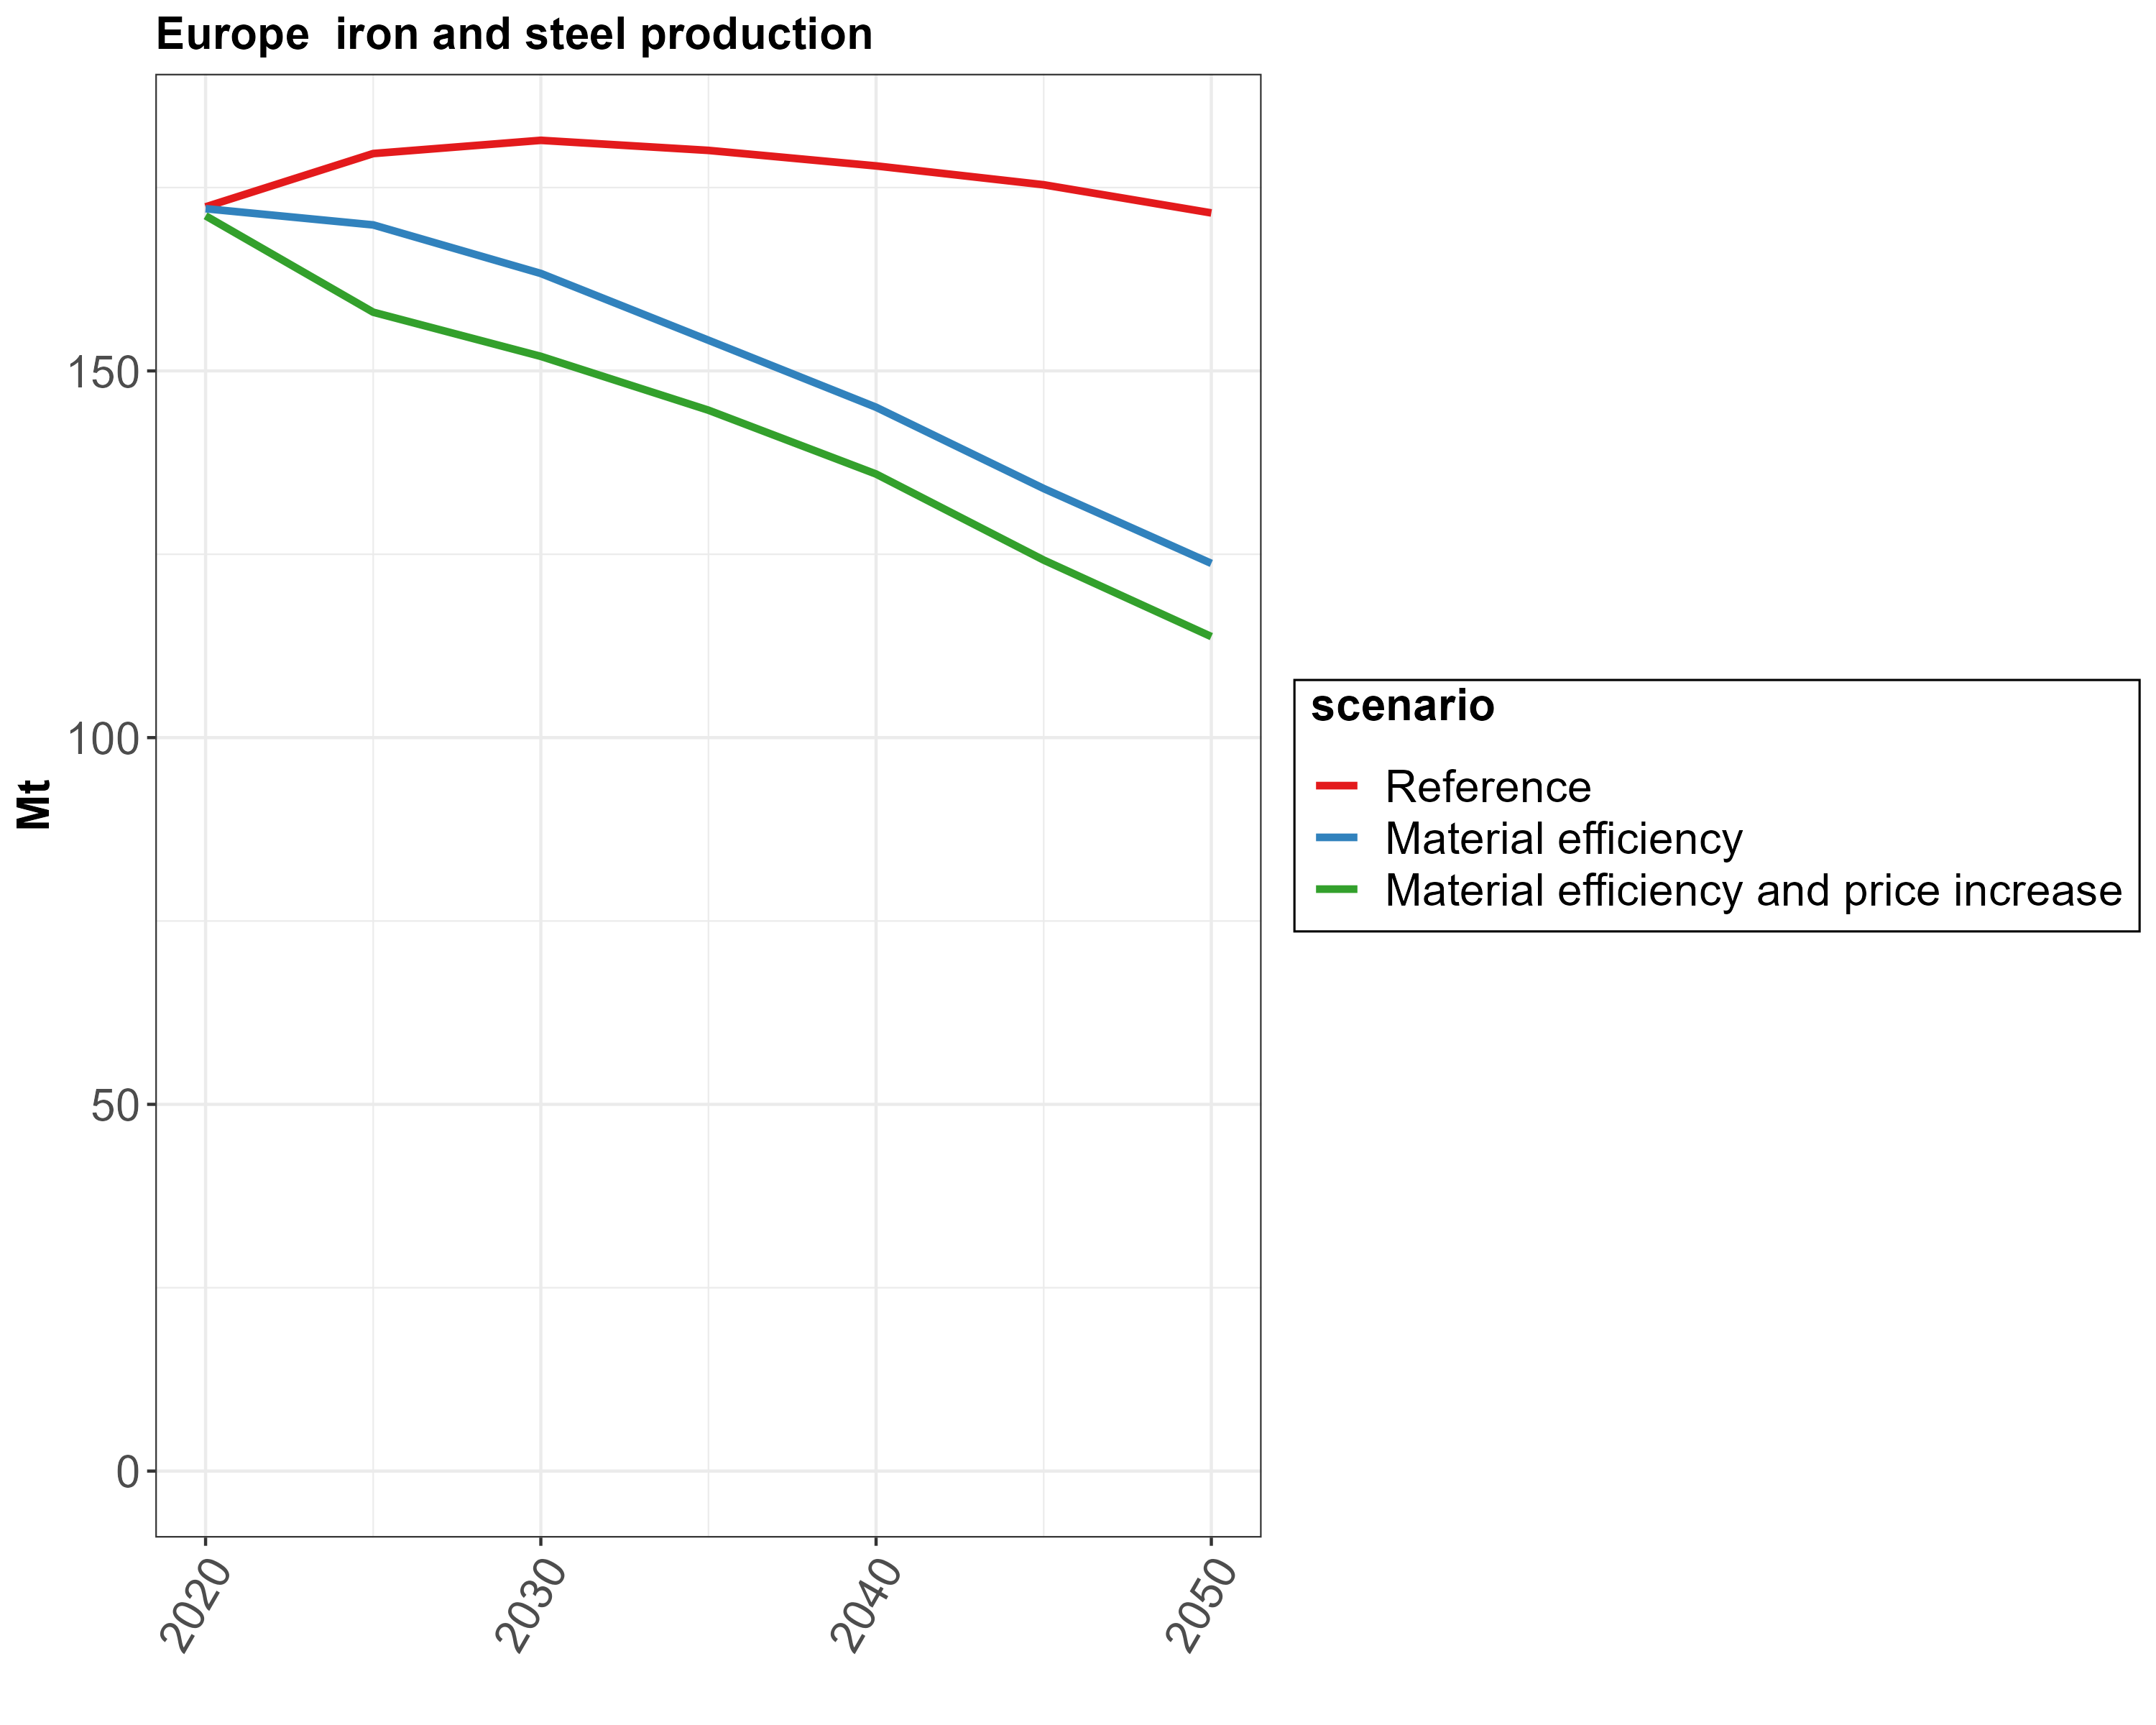 Europe  iron and steel production
Mt
150
100
50
0
2020
2030
2040
2050
scenario
Reference
Material efficiency
Material efficiency and price increase